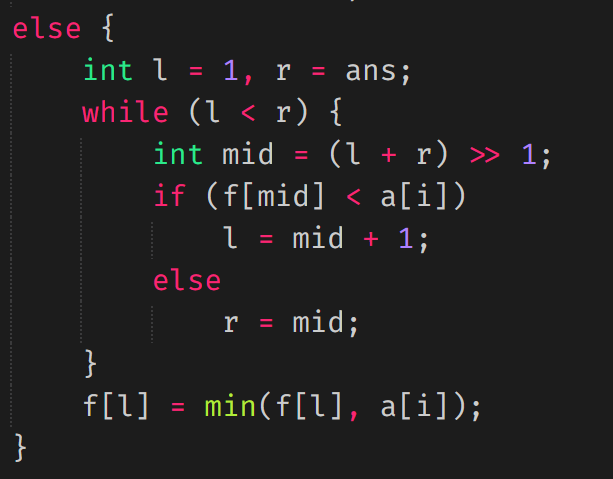 else {
    int l = 1, r = ans;
    while (l < r) {
        int mid = (l + r) >> 1;
        if (f[mid] < a[i])
            l = mid + 1;
        else
            r = mid;
    }
    f[l] = min(f[l], a[i]);
}